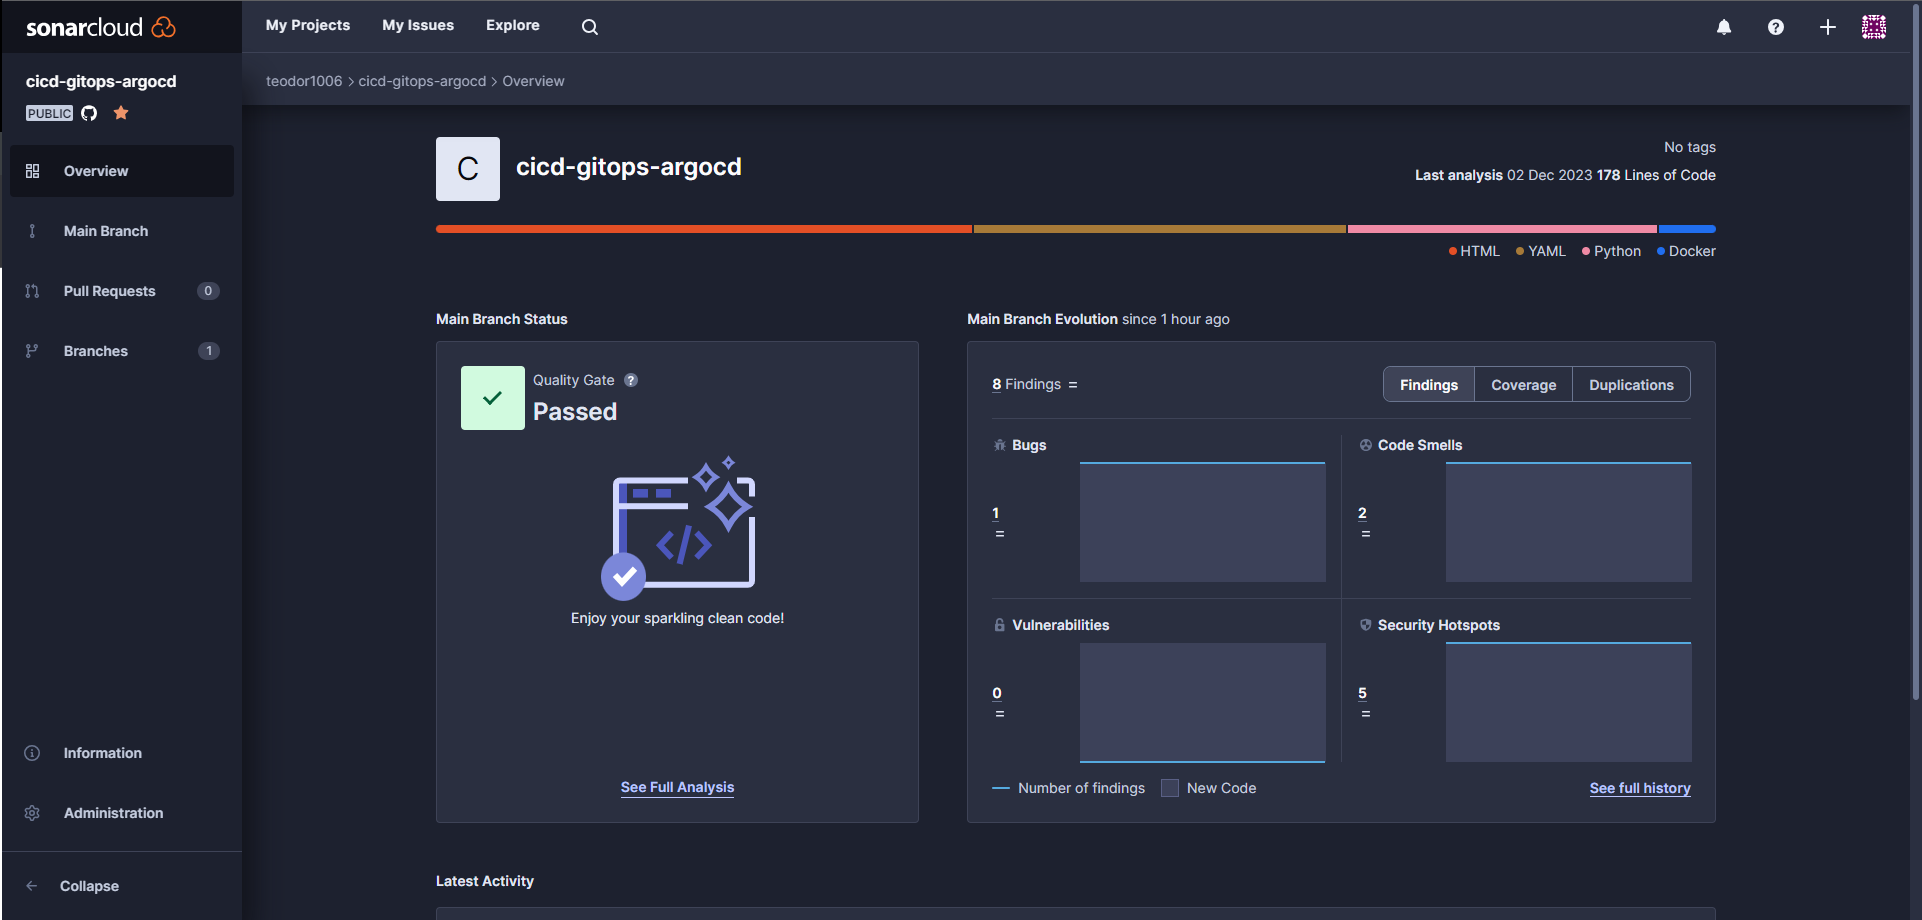 sonarcloud
My Projects My Issues Explore
cicd-gitops-argocd
PUBLIC
Overview
Main Branch
Pull Requests 0
Branches 1
Information
Administration
Collapse
teodor1006 > cicd-gitops-argocd > Overview
C
cicd-gitops-argocd
No tags
Last analysis 02 Dec 2023 178 Lines of Code
HTML YAML Python Docker
Main Branch Status
Quality Gate ?
Passed
</>
Enjoy your sparkling clean code!
See Full Analysis
Main Branch Evolution since 1 hour ago
8 Findings =
Findings Coverage Duplications
Bugs
1
=
Code Smells
2
=
Vulnerabilities
0
=
Security Hotspots
5
=
Number of findings New Code
See full history
Latest Activity